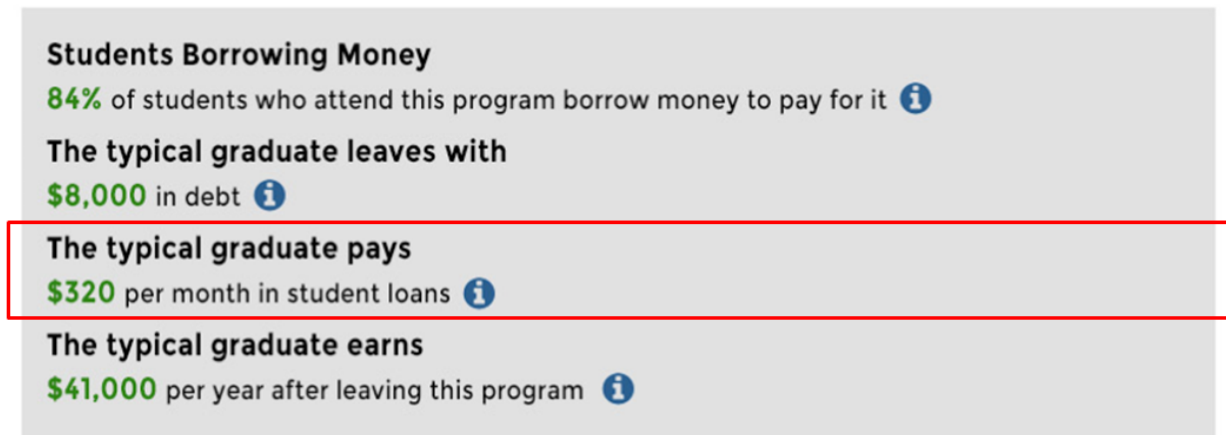 Students Borrowing Money
84% of students who attend this program borrow money to pay for it i
The typical graduate leaves with
$8,000 in debt i
The typical graduate pays
$320 per month in student loans i
The typical graduate earns
$41,000 per year after leaving this program i